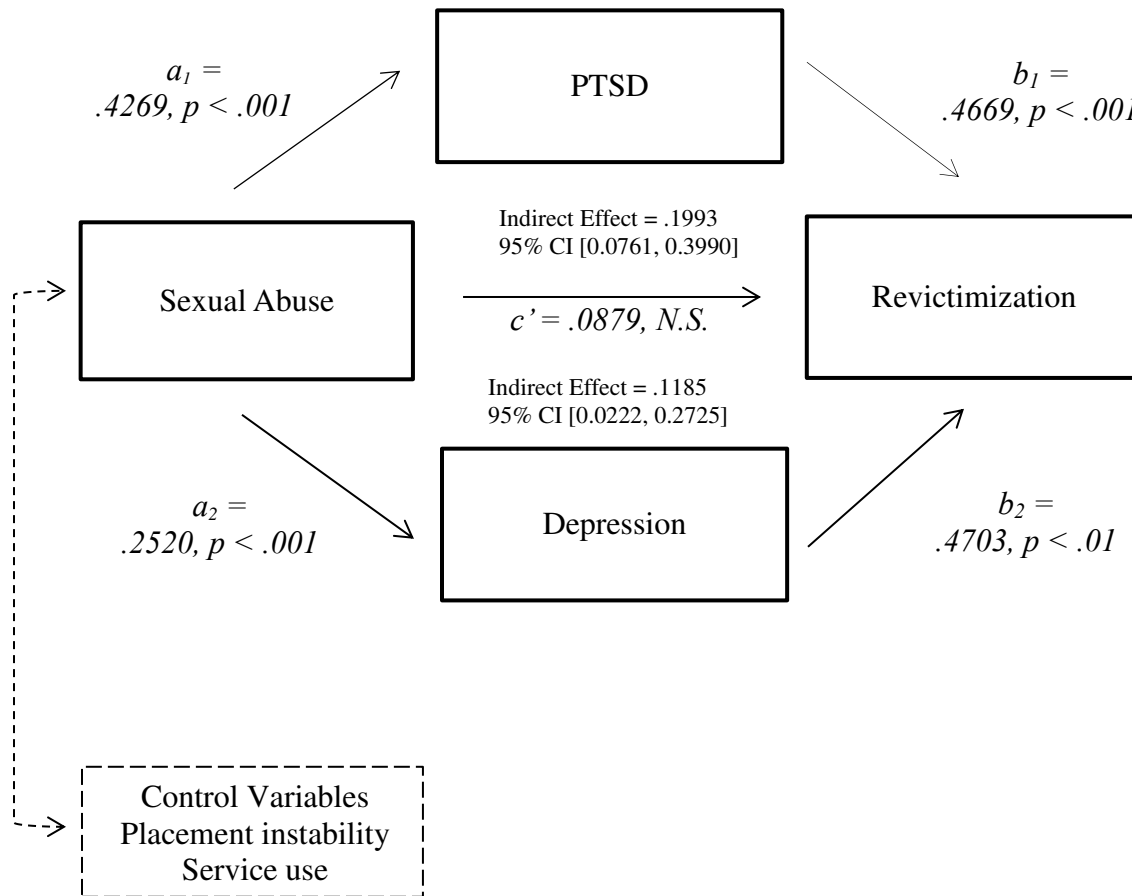 PTSD
a1 =
.4269, p < .001
b1 =
.4669, p < .001
Indirect Effect = .1993
95% CI [0.0761, 0.3990]
Sexual Abuse
c’ = .0879, N.S.
Revictimization
Indirect Effect = .1185
95% CI [0.0222, 0.2725]
a2 =
.2520, p < .001
Depression
b2 =
.4703, p < .01
Control Variables
Placement instability
Service use